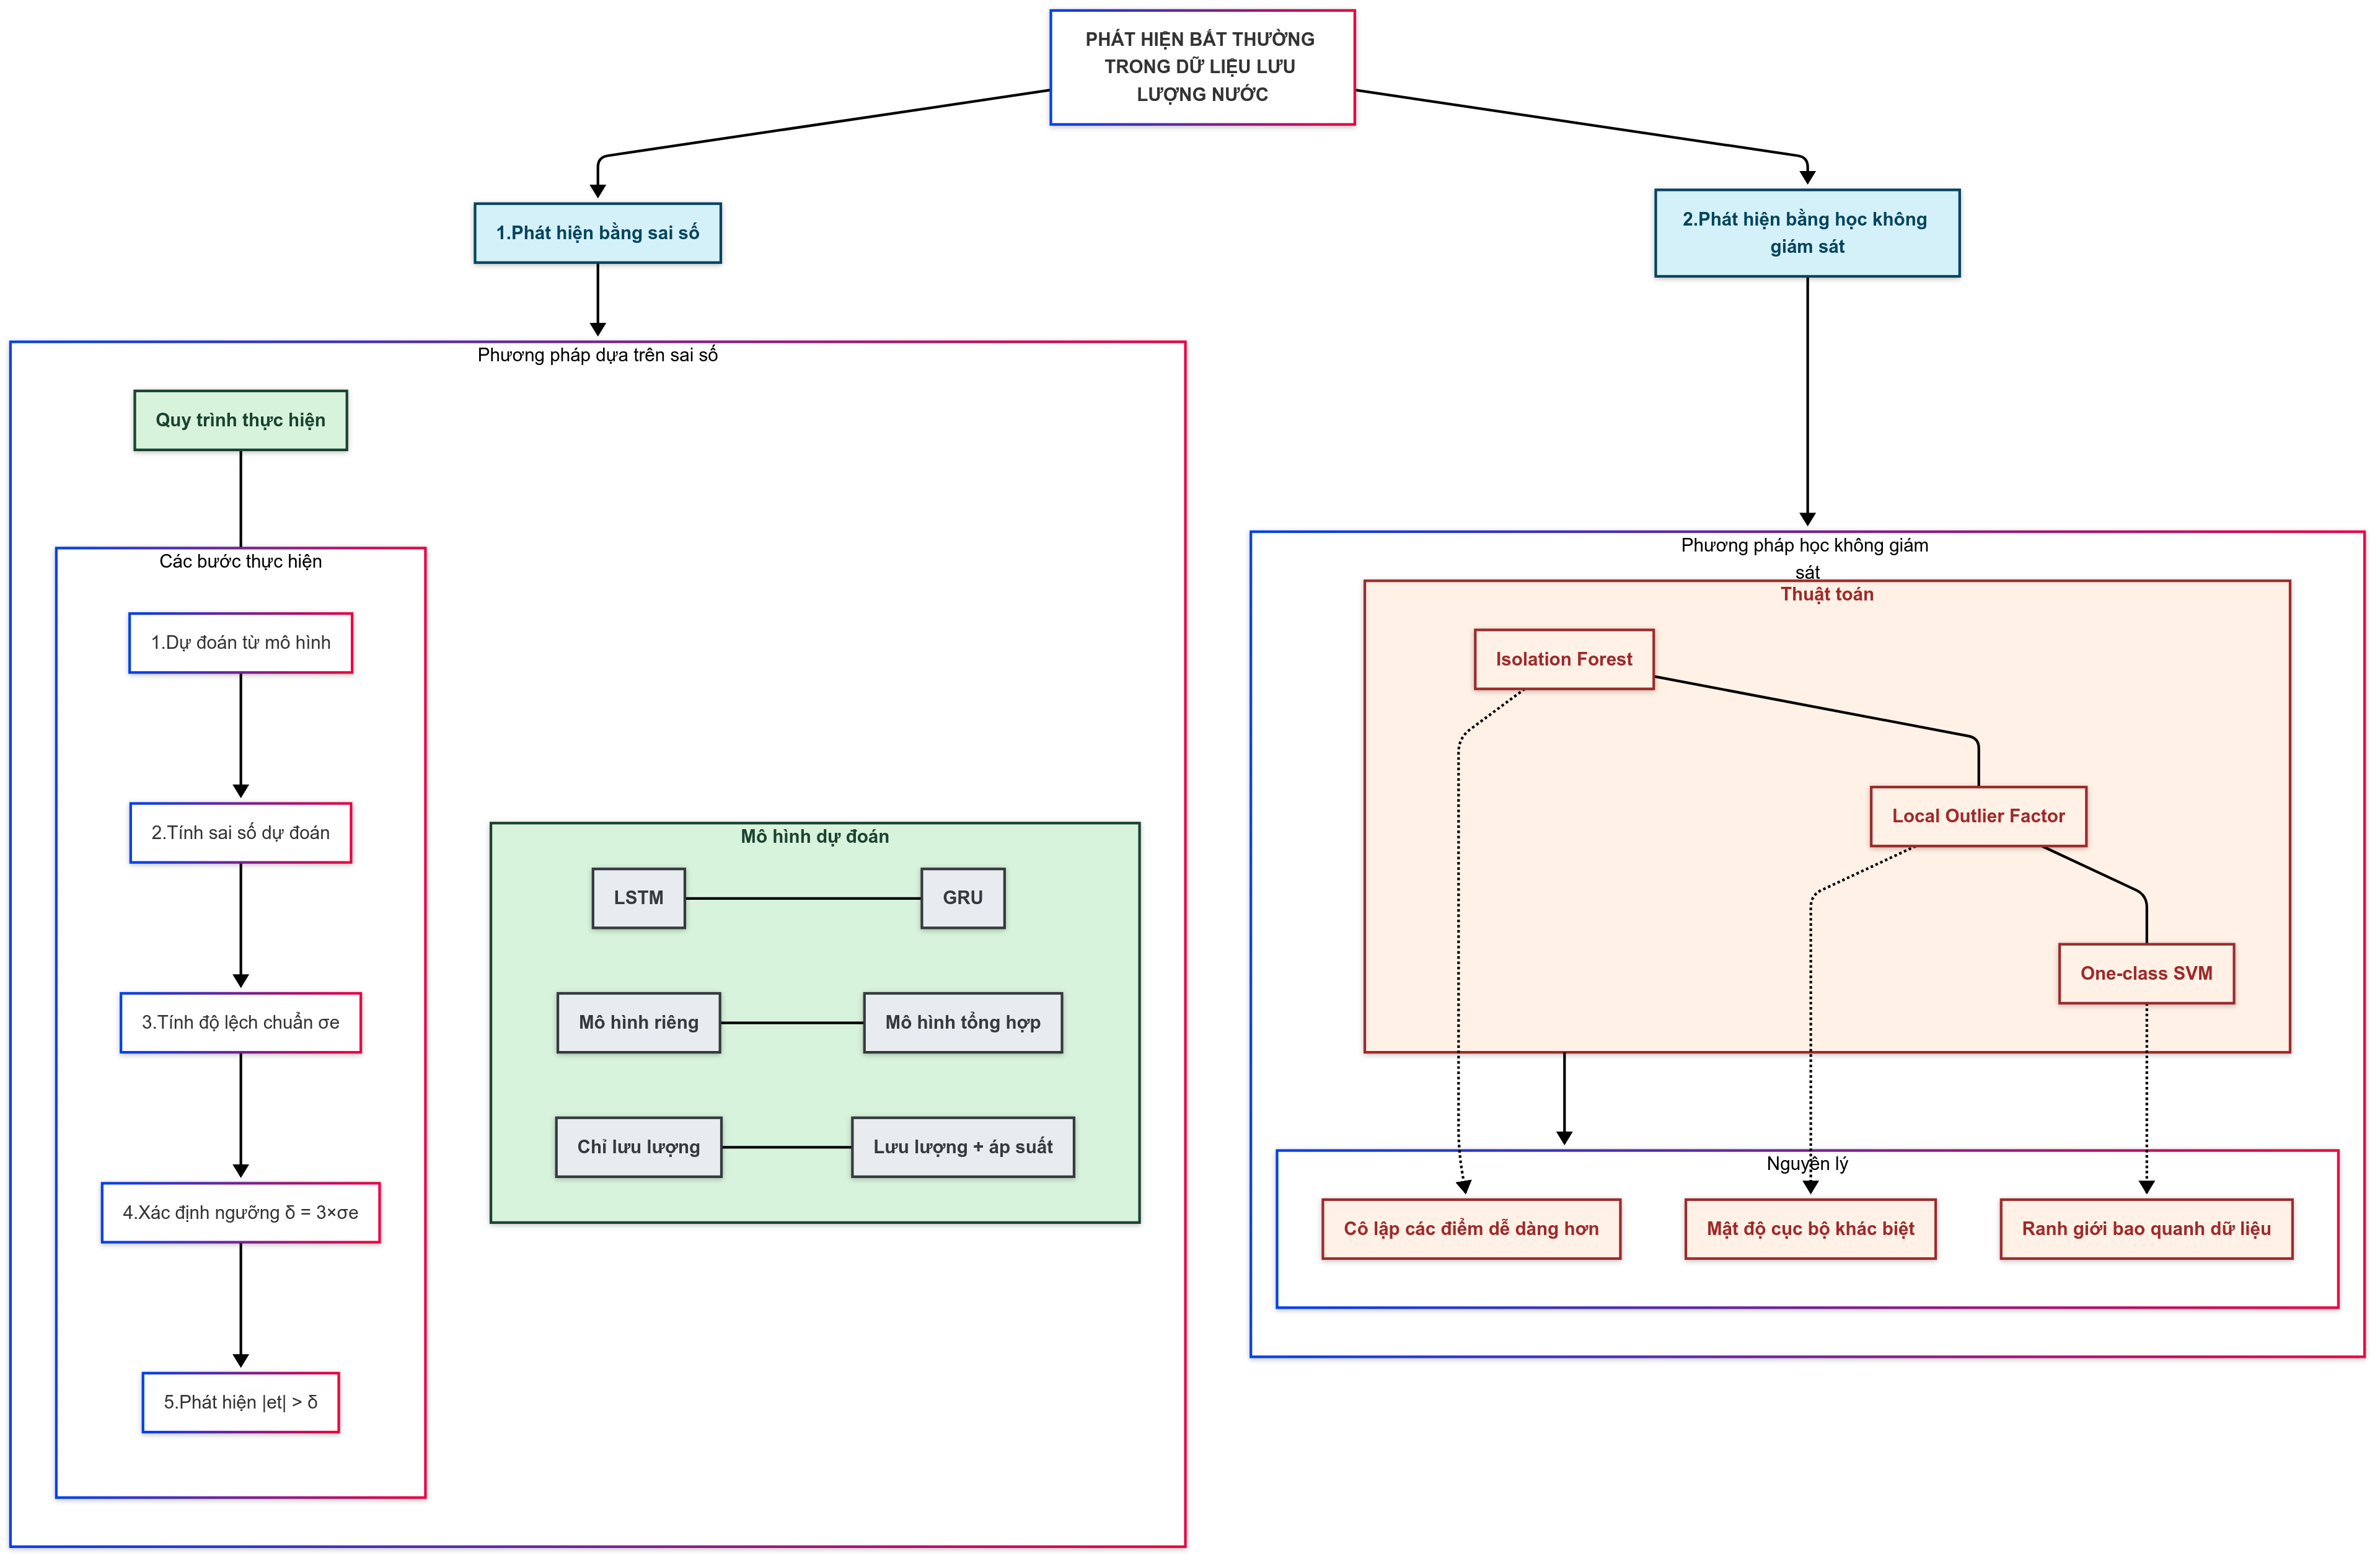 PHÁT HIỆN BẤT THƯỜNG
TRONG DỮ LIỆU LƯU
LƯỢNG NƯỚC
1.Phát hiện bằng sai số
2.Phát hiện bằng học không
giám sát
Phương pháp dựa trên sai số
Quy trình thực hiện
Các bước thực hiện
1.Dự đoán từ mô hình
2.Tính sai số dự đoán
3.Tính độ lệch chuẩn σe
4.Xác định ngưỡng δ = 3×σe
5.Phát hiện |et| > δ
Mô hình dự đoán
LSTM
GRU
Mô hình riêng
Mô hình tổng hợp
Chỉ lưu lượng
Lưu lượng + áp suất
Phương pháp học không giám
sát
Thuật toán
Isolation Forest
Local Outlier Factor
One-class SVM
Nguyên lý
Cô lập các điểm dễ dàng hơn
Mật độ cục bộ khác biệt
Ranh giới bao quanh dữ liệu